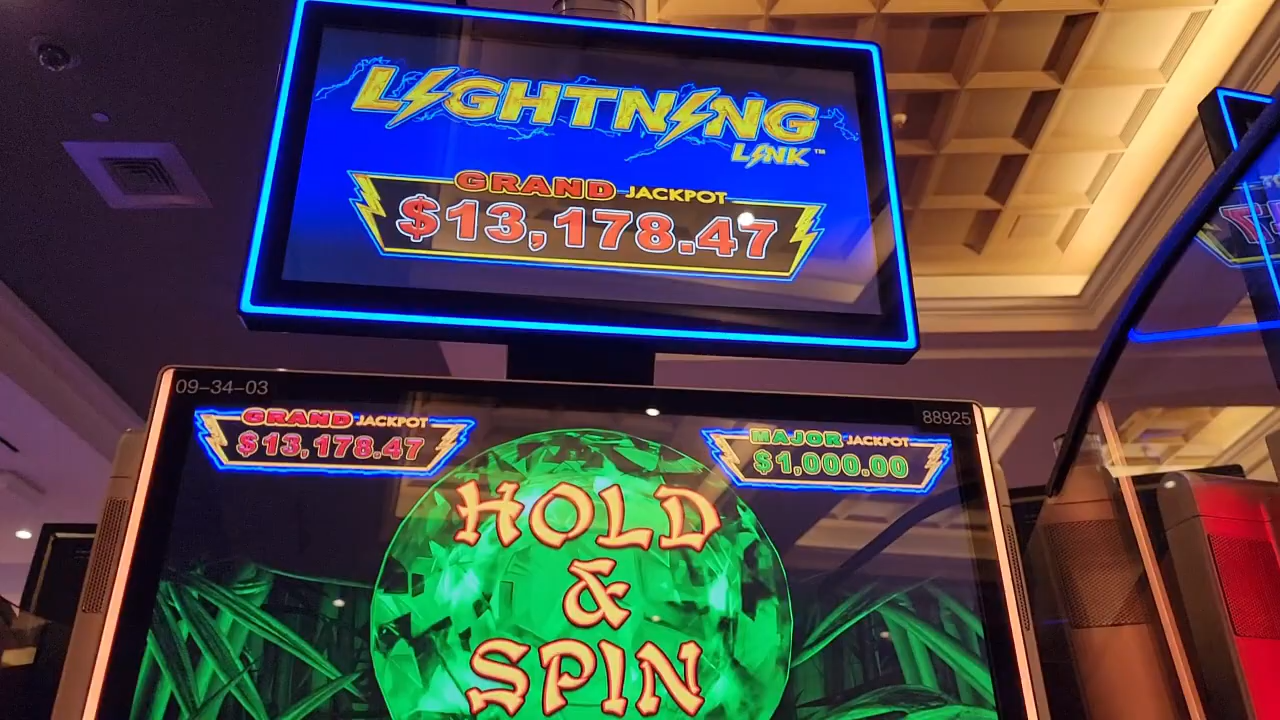 LIGHTNING
LINK™
GRAND JACKPOT
$13,178.47
09-34-03
88925
GRAND JACKPOT
$13,178.47
MAJOR JACKPOT
$1,000.00
HOLD
&
SPIN